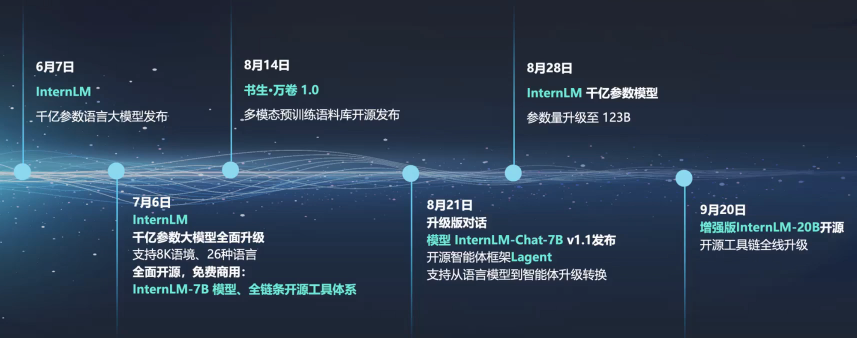 6月7日
InternLM
千亿参数语言大模型发布
7月6日
InternLM
千亿参数大模型全面升级
支持8K语境、26种语言
全面开源，免费商用：
InternLM-7B 模型、全链条开源工具体系
8月14日
书生·万卷 1.0
多模态预训练语料库开源发布
8月21日
升级版对话
模型 InternLM-Chat-7B v1.1发布
开源智能体框架Lagent
支持从语言模型到智能体升级转换
8月28日
InternLM 千亿参数模型
参数量升级至 123B
9月20日
增强版InternLM-20B开源
开源工具链全线升级